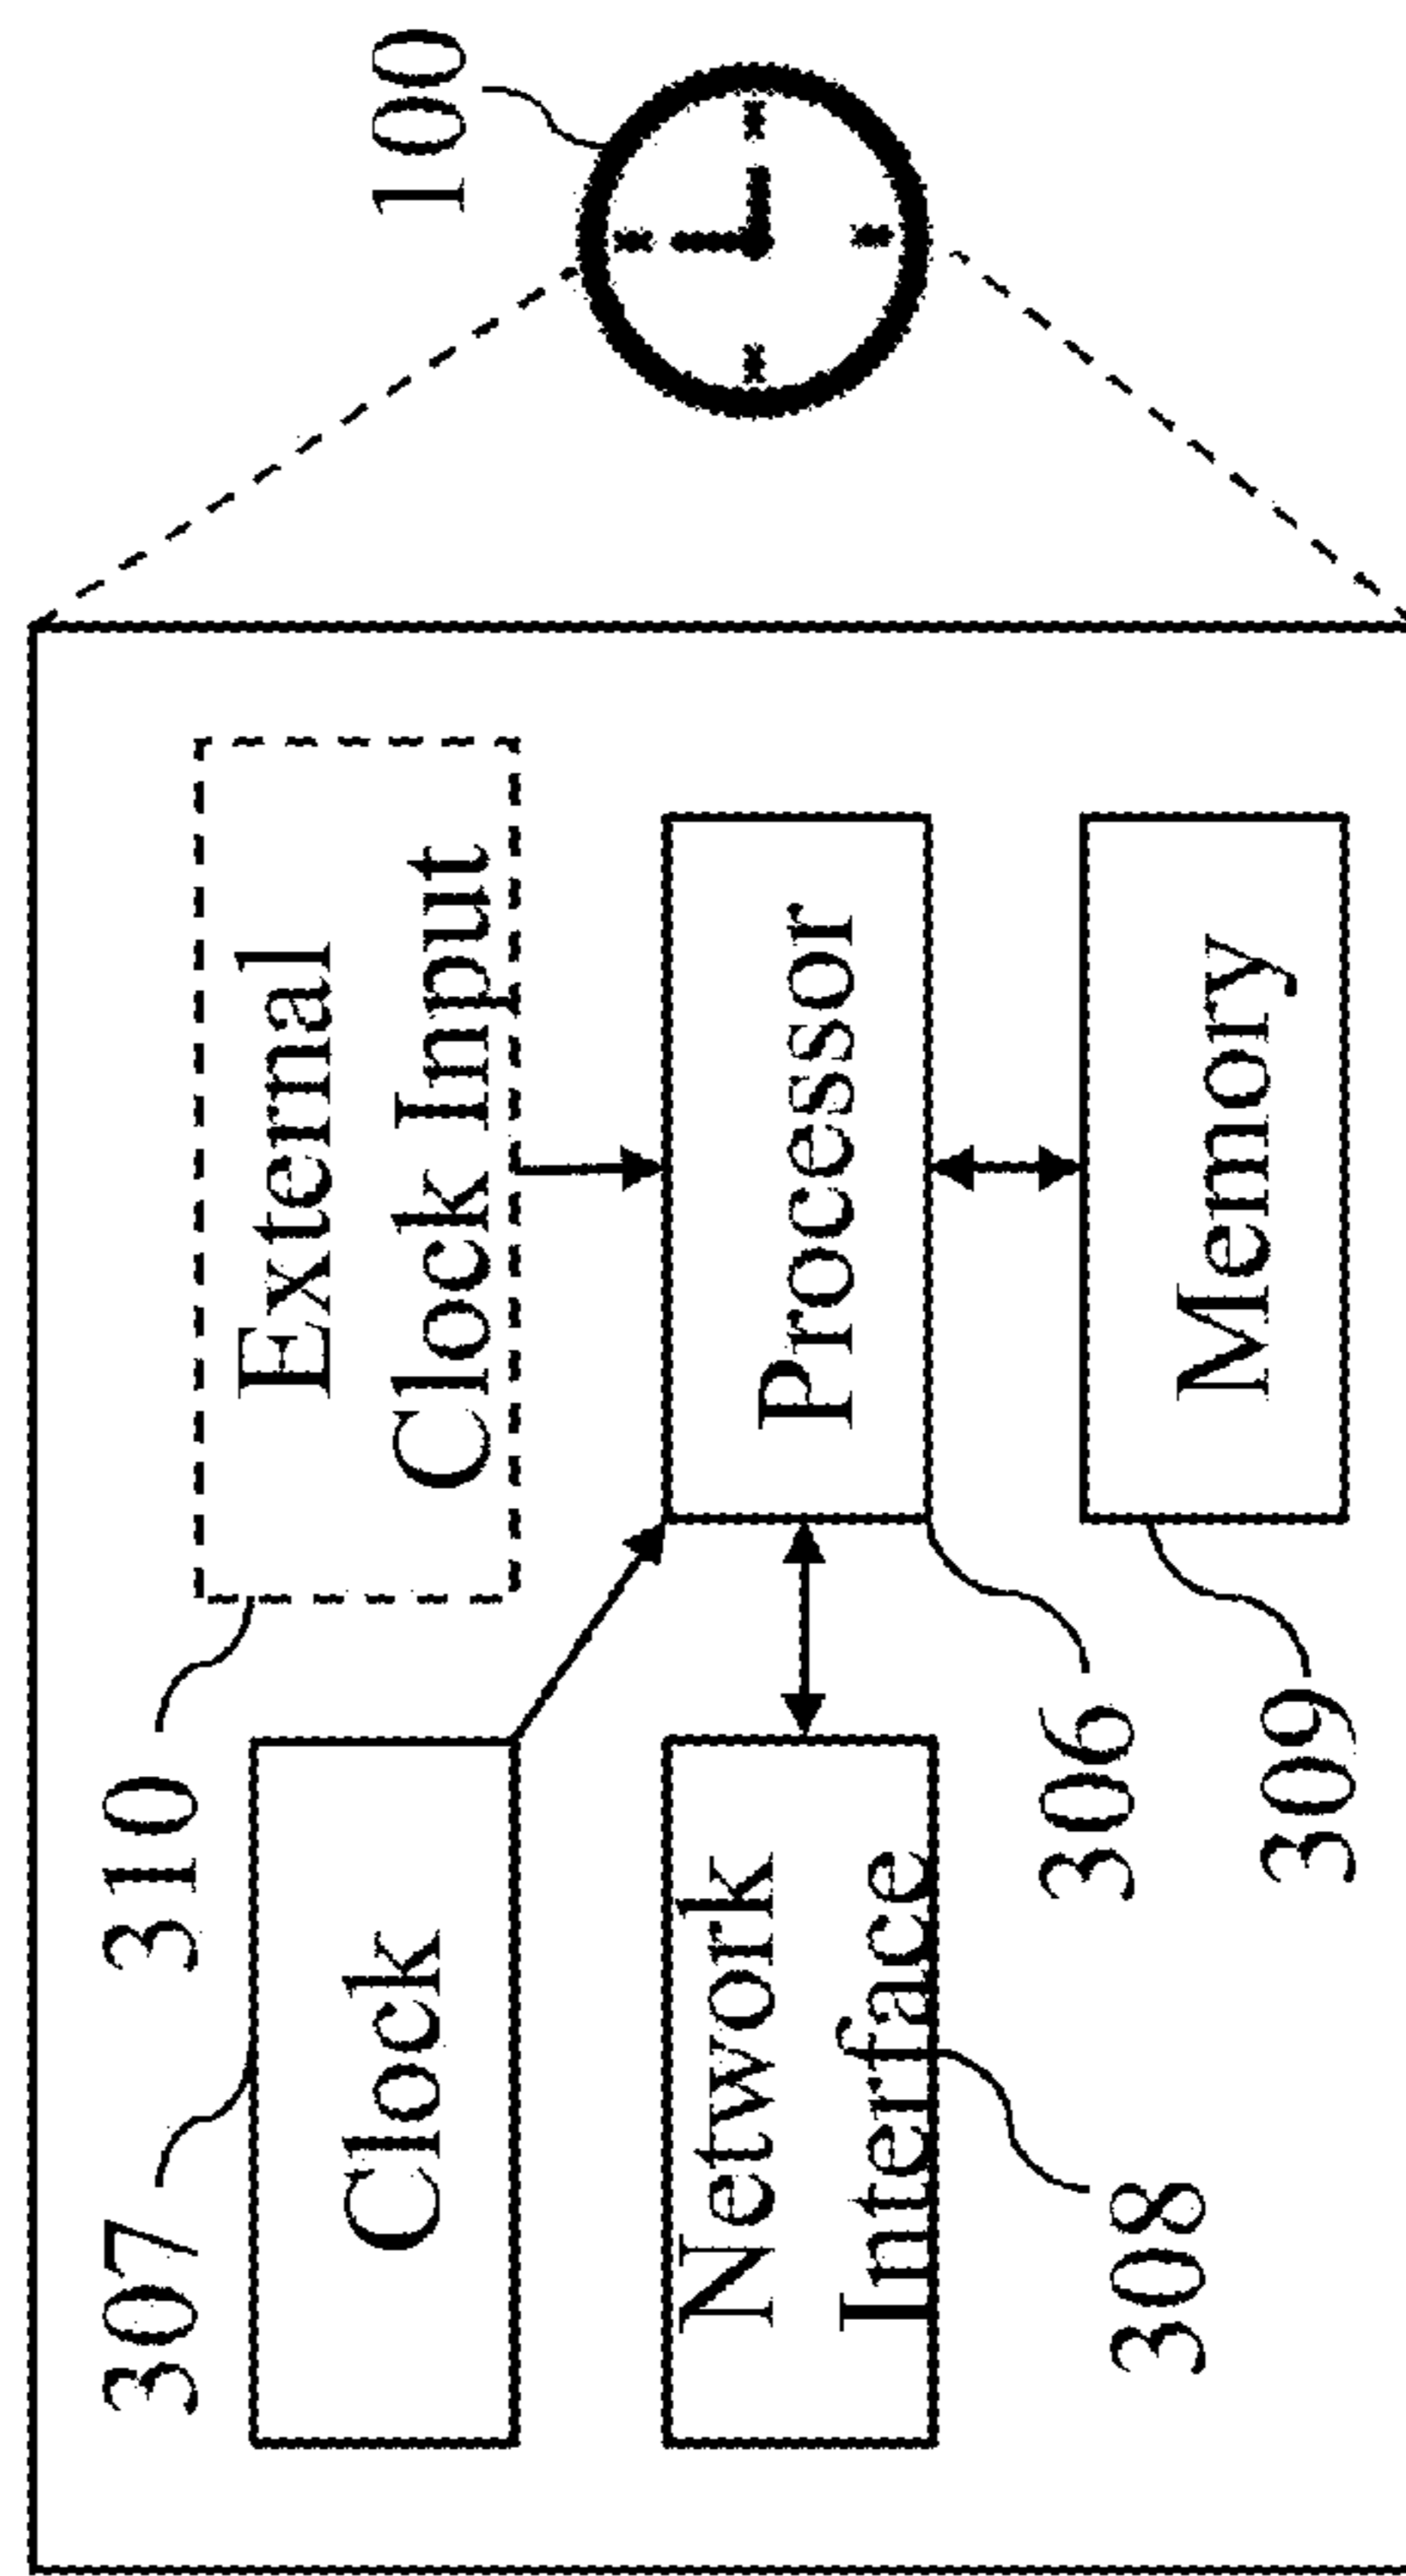 307
310
100
Clock
External
Clock Input
Network
Interface
Processor
308
306
Memory
309